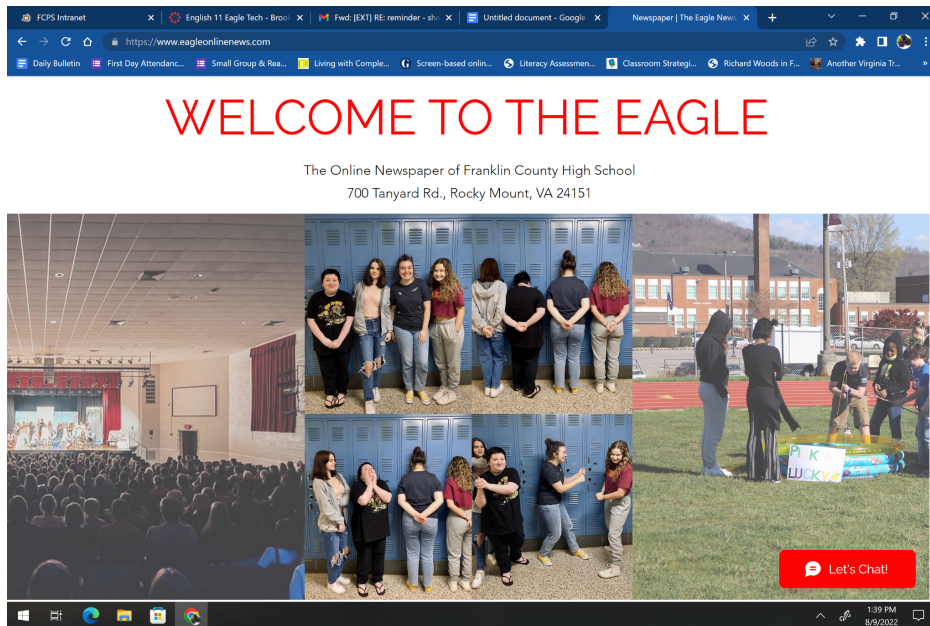 FCPS Intranet
English 11 Eagle Tech - Brook
Fwd: [EXT] RE: reminder - sha
Untitled document - Google
Newspaper | The Eagle News
https://www.eagleonlinenews.com
Daily Bulletin
First Day Attendanc...
Small Group & Rea...
Living with Comple...
Screen-based onlin...
Literacy Assessmen...
Classroom Strategi...
Richard Woods in F...
Another Virginia Tr...
WELCOME TO THE EAGLE
The Online Newspaper of Franklin County High School
700 Tanyard Rd., Rocky Mount, VA 24151
PICK A
LUCKY
Let's Chat!
1:39 PM
8/9/2022